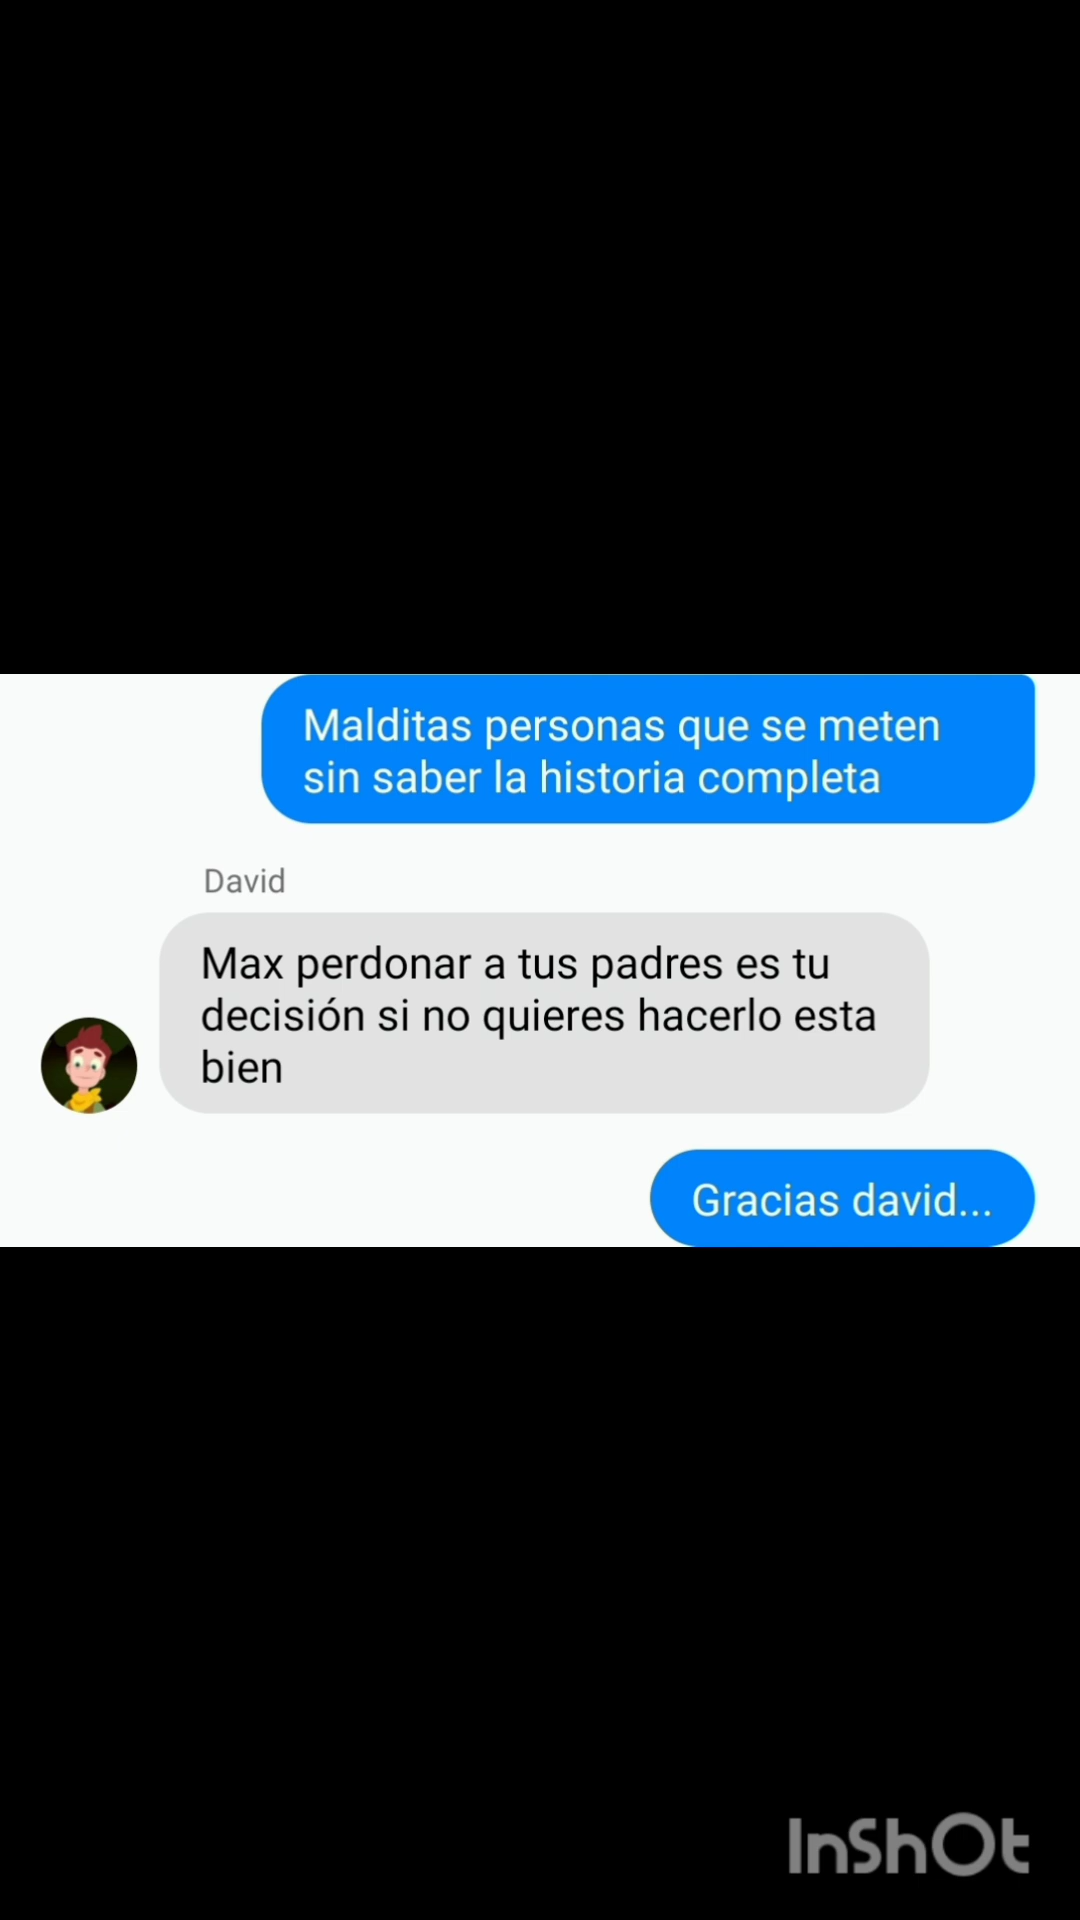 Malditas personas que se meten
sin saber la historia completa
David
Max perdonar a tus padres es tu
decisión si no quieres hacerlo esta
bien
Gracias david...
InShOt